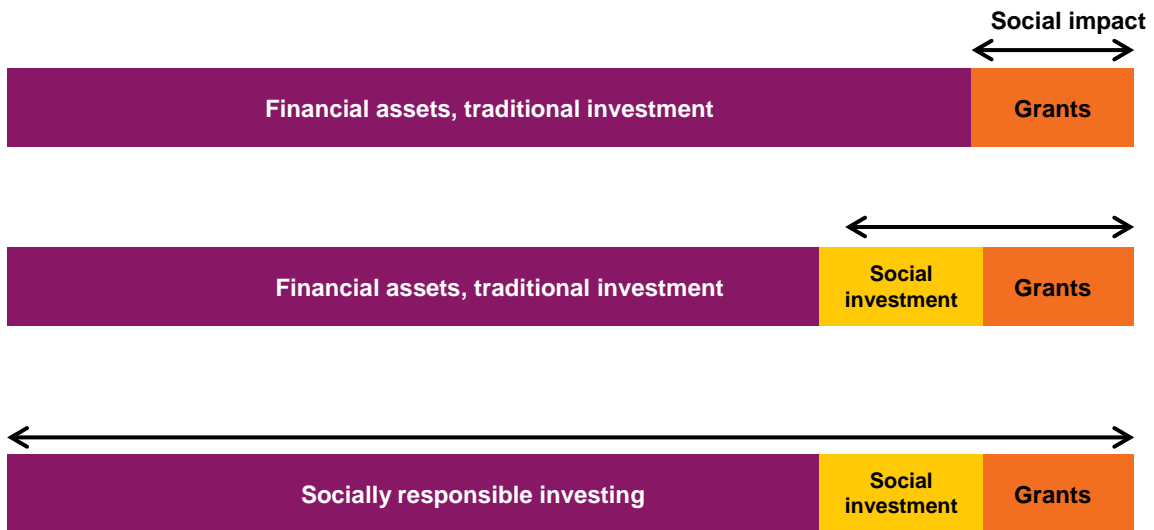 Social impact
Financial assets, traditional investment
Grants
Financial assets, traditional investment
Social
investment
Grants
Socially responsible investing
Social
investment
Grants